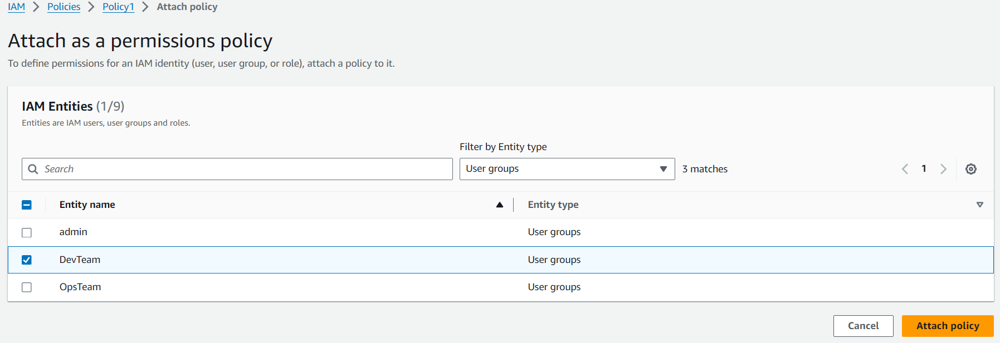 IAM > Policies > Policy1 > Attach policy
Attach as a permissions policy
To define permissions for an IAM identity (user, user group, or role), attach a policy to it.
IAM Entities (1/9)
Entities are IAM users, user groups and roles.
Filter by Entity type
Search User groups 3 matches < 1 >
Entity name Entity type
admin User groups
DevTeam User groups
OpsTeam User groups
Cancel Attach policy